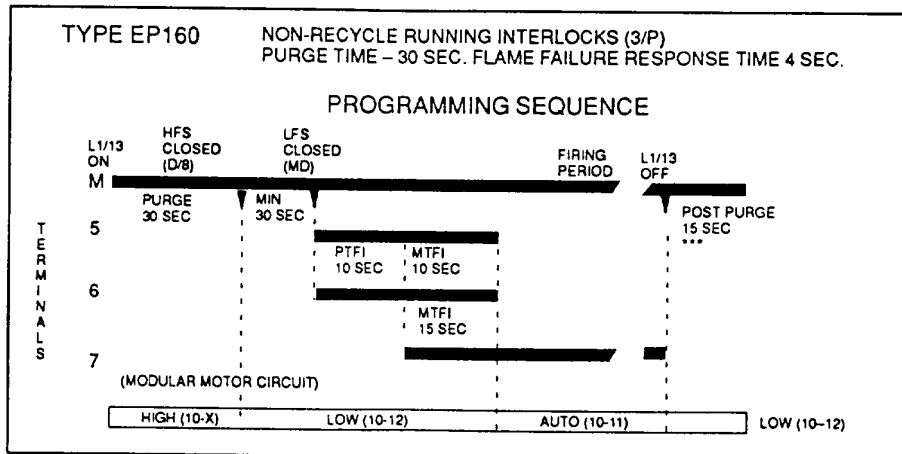 TYPE EP160
NON-RECYCLE RUNNING INTERLOCKS (3/P)
PURGE TIME – 30 SEC. FLAME FAILURE RESPONSE TIME 4 SEC.
PROGRAMMING SEQUENCE
L1/13
ON
HFS
CLOSED
(D/8)
LFS
CLOSED
(MD)
FIRING
PERIOD
L1/13
OFF
M
PURGE
30 SEC
MIN
30 SEC
POST PURGE
15 SEC
***
TERMINALS
5
PTFI
10 SEC
MTFI
10 SEC
6
MTFI
15 SEC
7
(MODULAR MOTOR CIRCUIT)
HIGH (10-X)
LOW (10-12)
AUTO (10-11)
LOW (10–12)